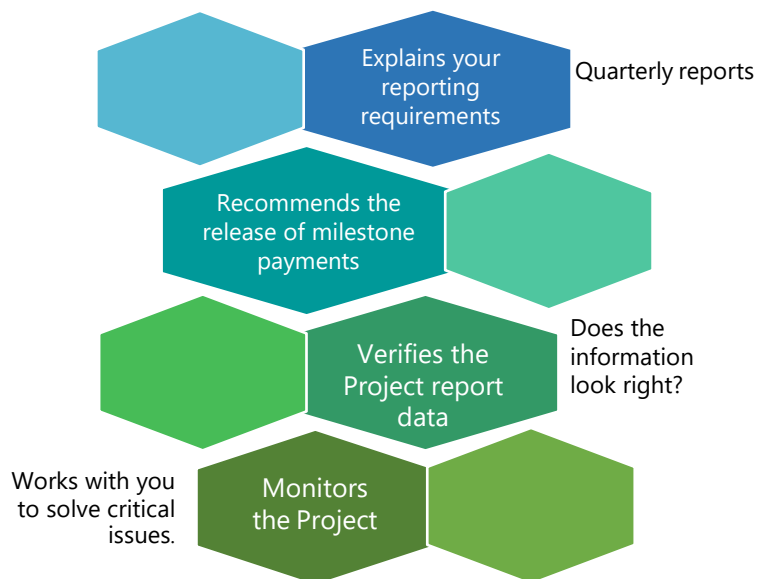 Explains your
reporting
requirements
Quarterly reports
Recommends the
release of milestone
payments
Verifies the
Project report
data
Does the
information
look right?
Works with you
to solve critical
issues.
Monitors
the Project